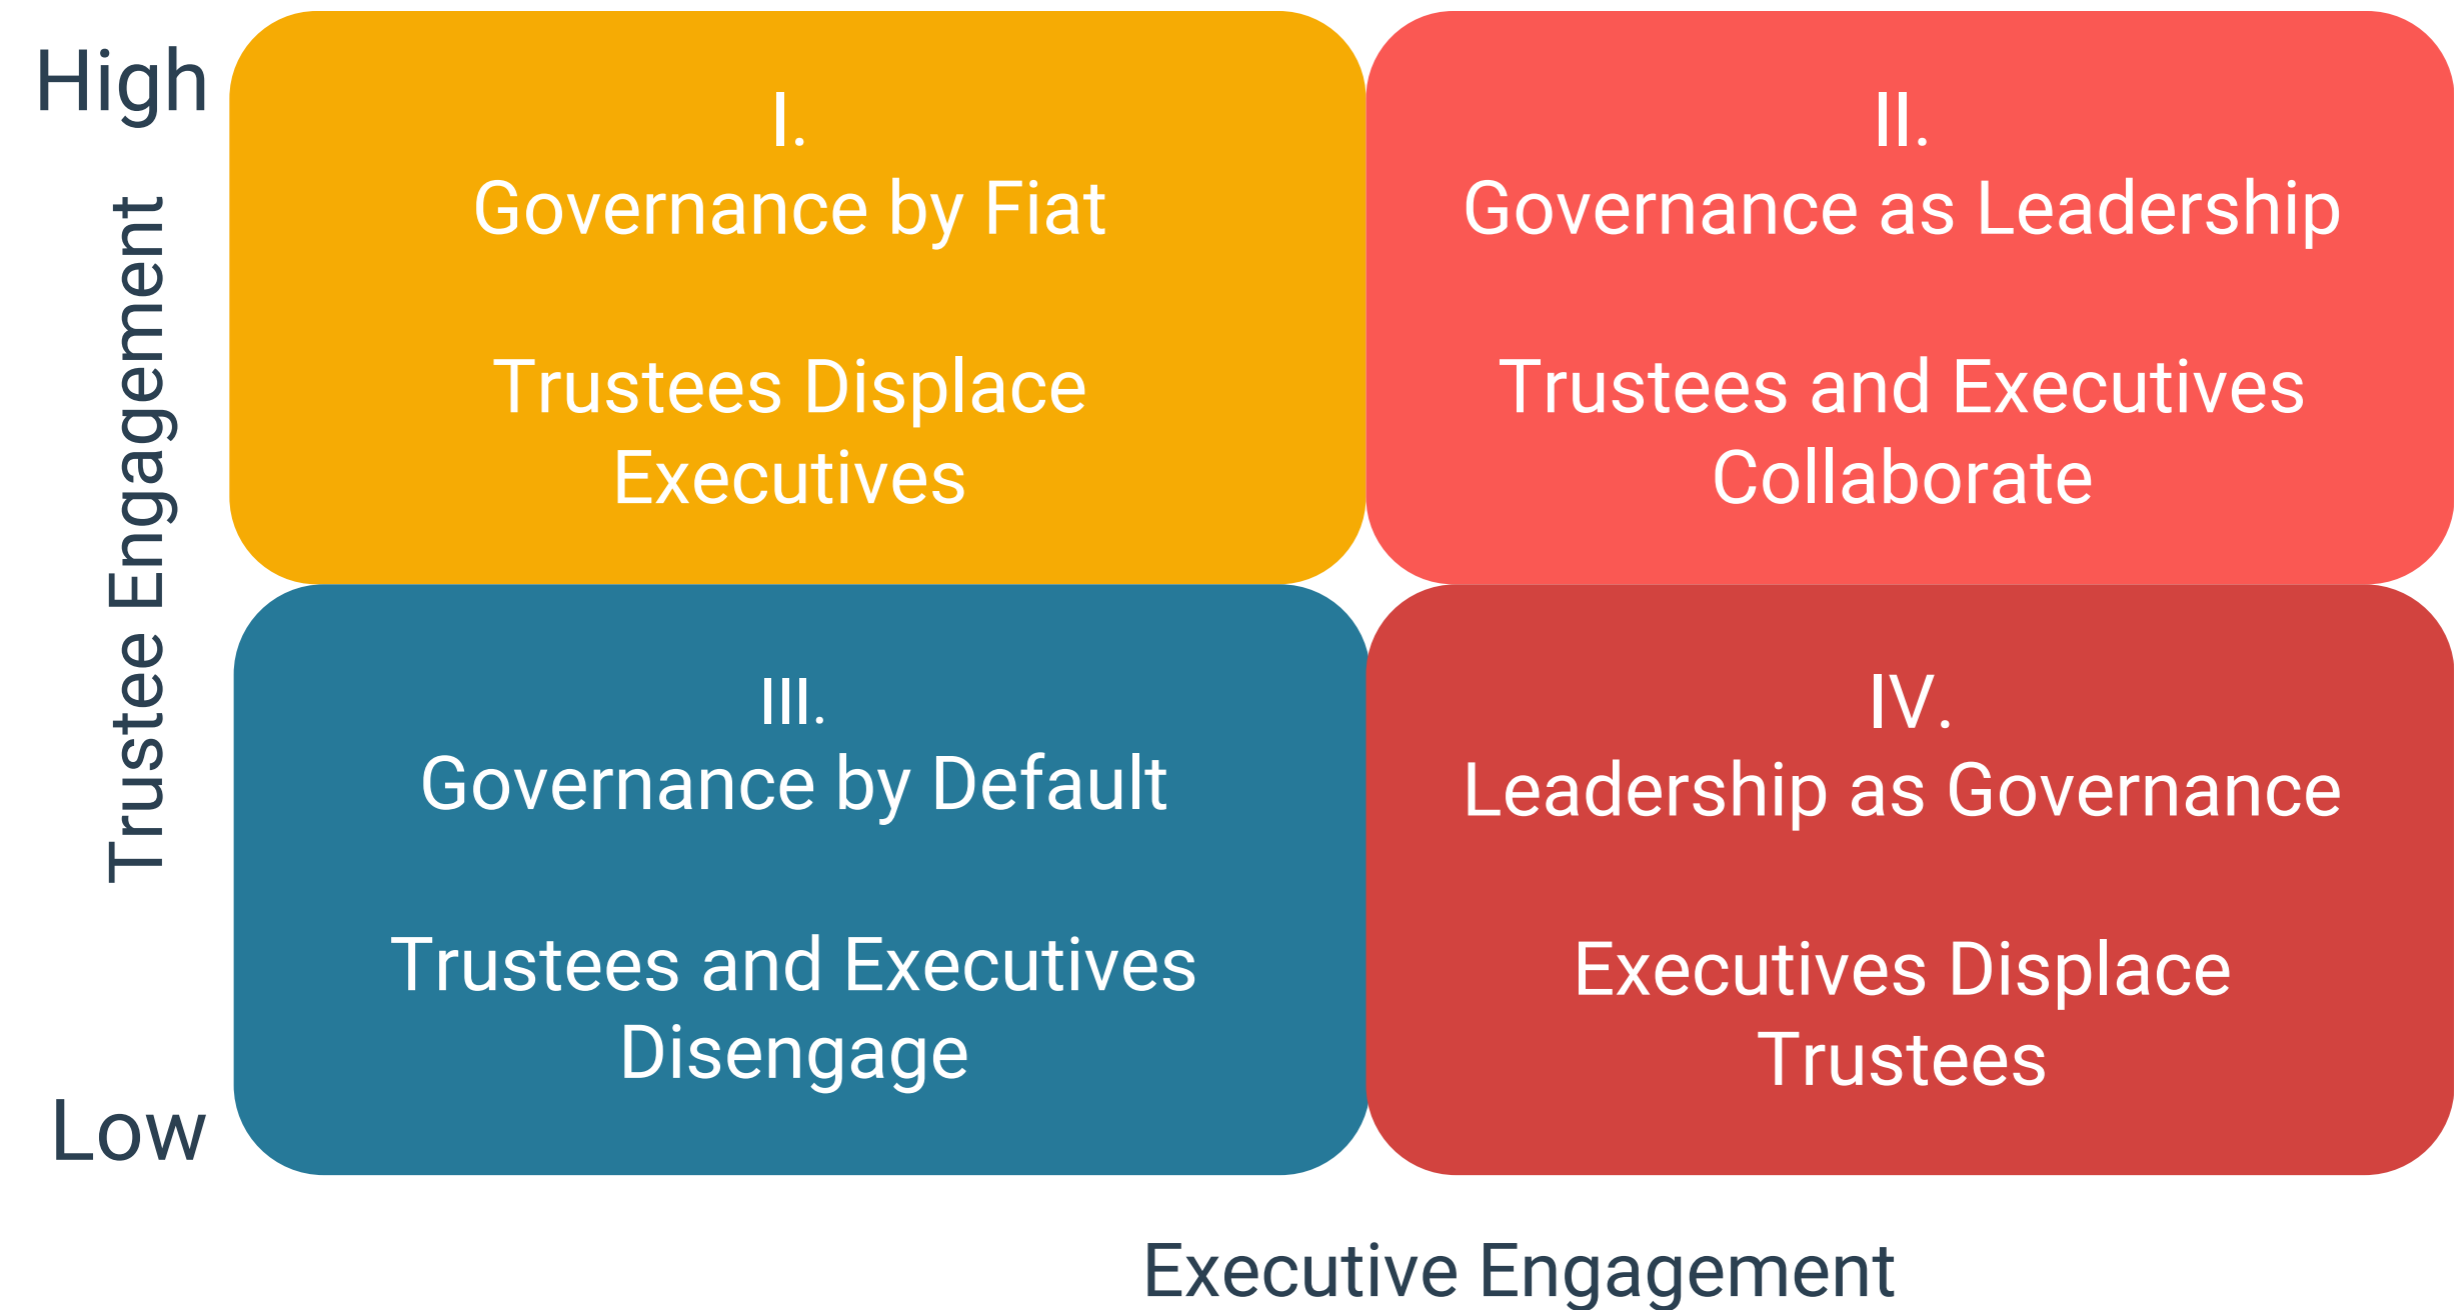 High
Trustee Engagement
Low
I.
Governance by Fiat
Trustees Displace
Executives
II.
Governance as Leadership
Trustees and Executives
Collaborate
III.
Governance by Default
Trustees and Executives
Disengage
IV.
Leadership as Governance
Executives Displace
Trustees
Executive Engagement